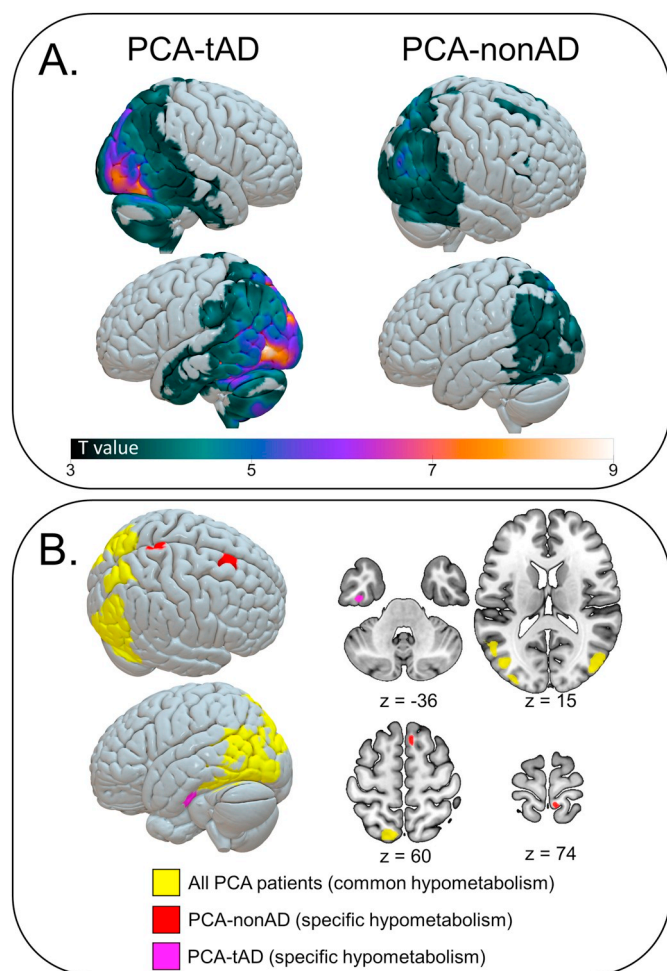 A.
PCA-tAD
PCA-nonAD
T value
3 5 7 9
B.
z = -36
z = 15
z = 60
z = 74
All PCA patients (common hypometabolism)
PCA-nonAD (specific hypometabolism)
PCA-tAD (specific hypometabolism)